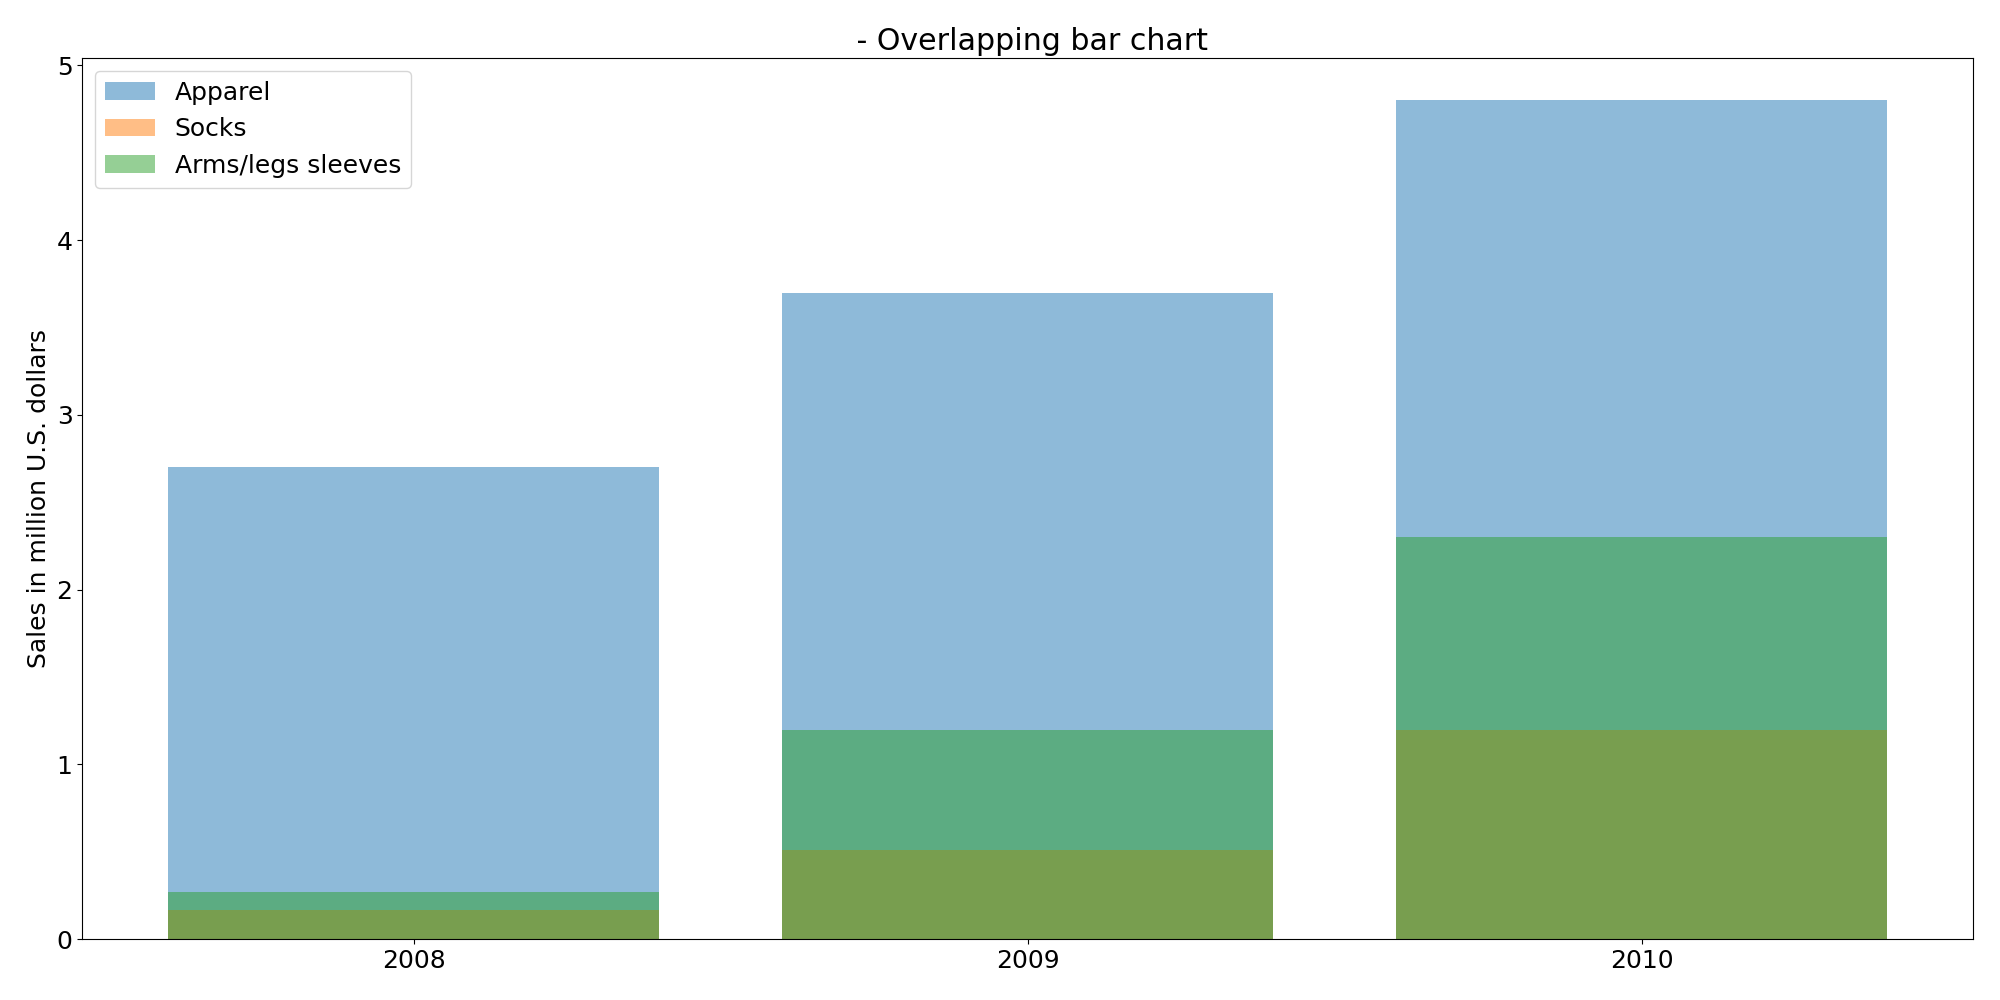 - Overlapping bar chart
5
Apparel
Socks
Arms/legs sleeves
4
3
2
1
0
Sales in million U.S. dollars
2008
2009
2010